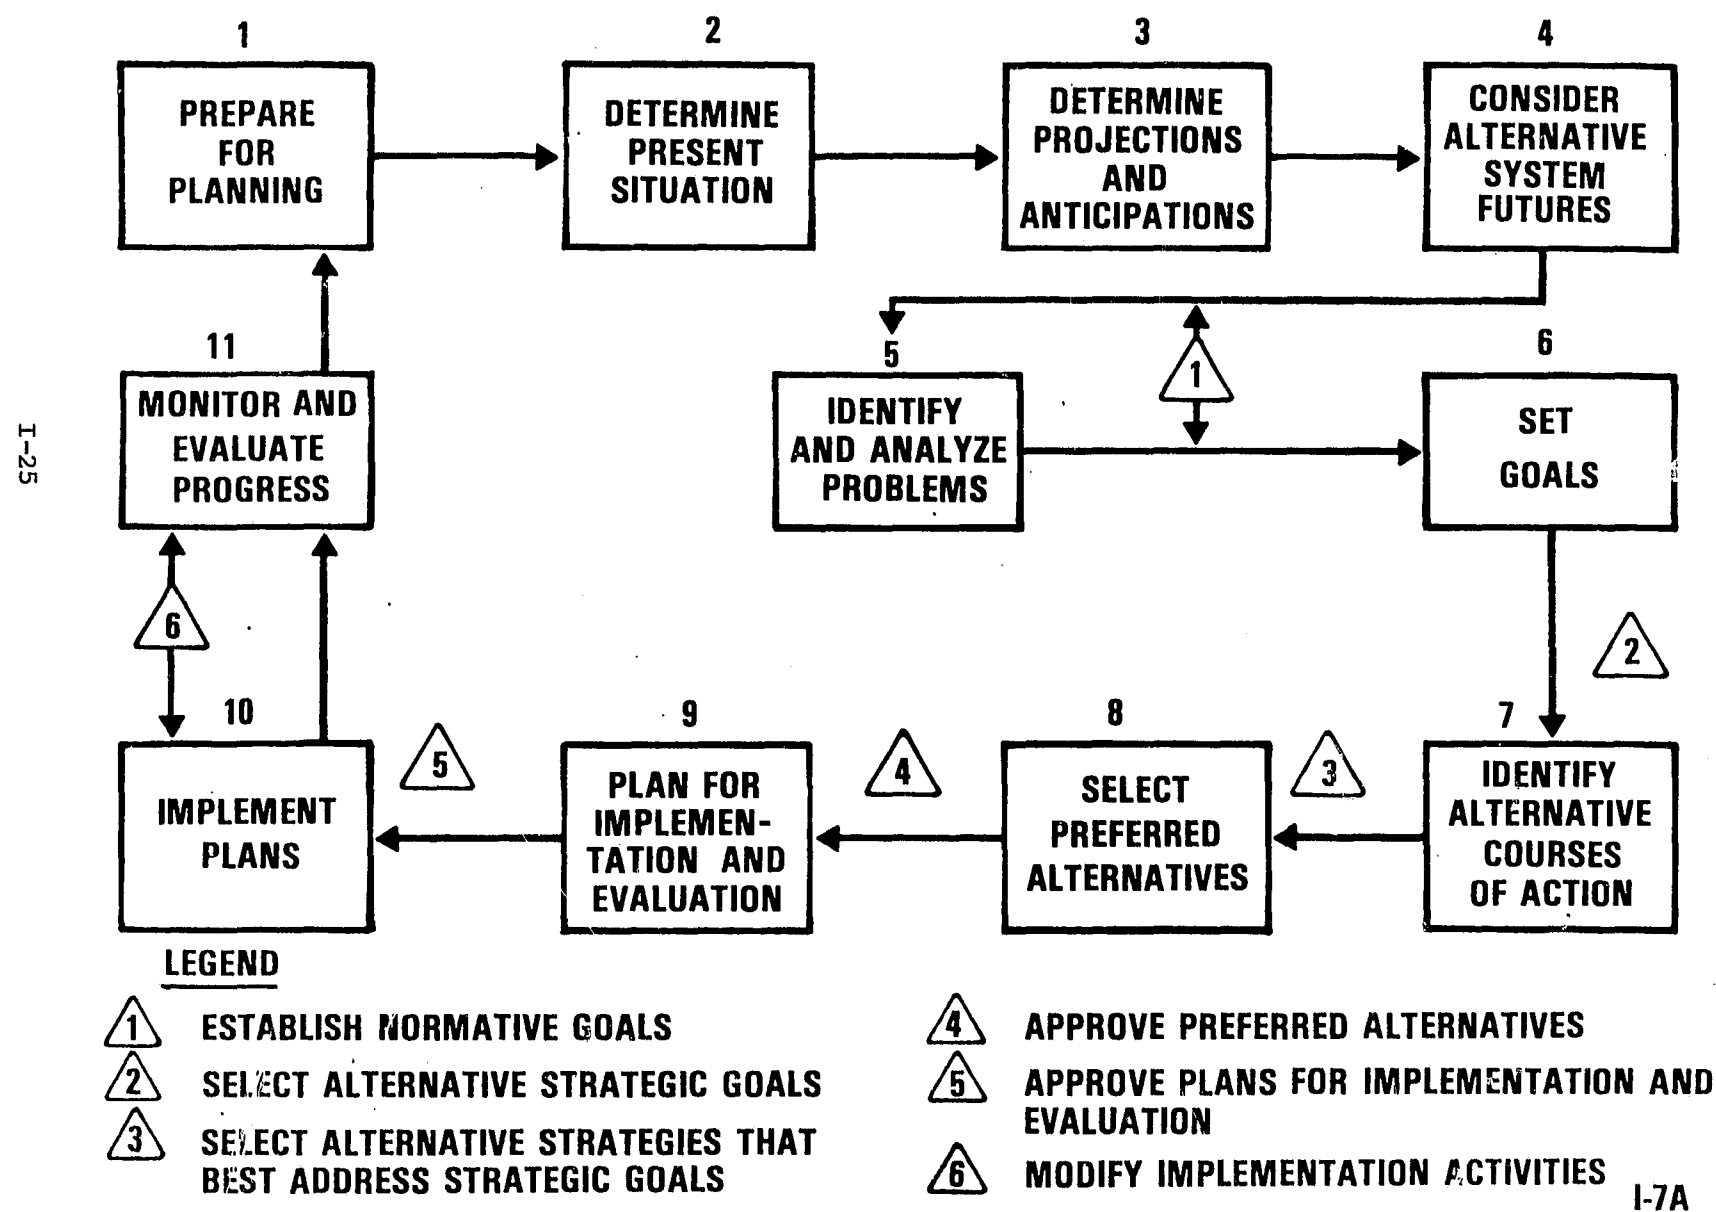 1
PREPARE
FOR
PLANNING
2
DETERMINE
PRESENT
SITUATION
3
DETERMINE
PROJECTIONS
AND
ANTICIPATIONS
4
CONSIDER
ALTERNATIVE
SYSTEM
FUTURES
11
MONITOR AND
EVALUATE
PROGRESS
5
IDENTIFY
AND ANALYZE
PROBLEMS
1
6
SET
GOALS
I-25
6
2
10
IMPLEMENT
PLANS
5
9
PLAN FOR
IMPLEMEN-
TATION AND
EVALUATION
4
8
SELECT
PREFERRED
ALTERNATIVES
3
7
IDENTIFY
ALTERNATIVE
COURSES
OF ACTION
LEGEND
1 ESTABLISH NORMATIVE GOALS
2 SELECT ALTERNATIVE STRATEGIC GOALS
3 SELECT ALTERNATIVE STRATEGIES THAT
BEST ADDRESS STRATEGIC GOALS
4 APPROVE PREFERRED ALTERNATIVES
5 APPROVE PLANS FOR IMPLEMENTATION AND
EVALUATION
6 MODIFY IMPLEMENTATION ACTIVITIES
I-7A